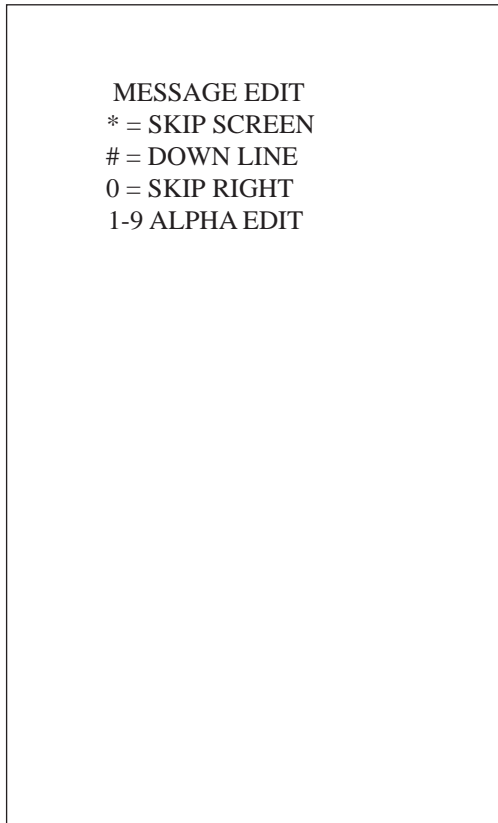 MESSAGE EDIT
* = SKIP SCREEN
# = DOWN LINE
0 = SKIP RIGHT
1-9 ALPHA EDIT